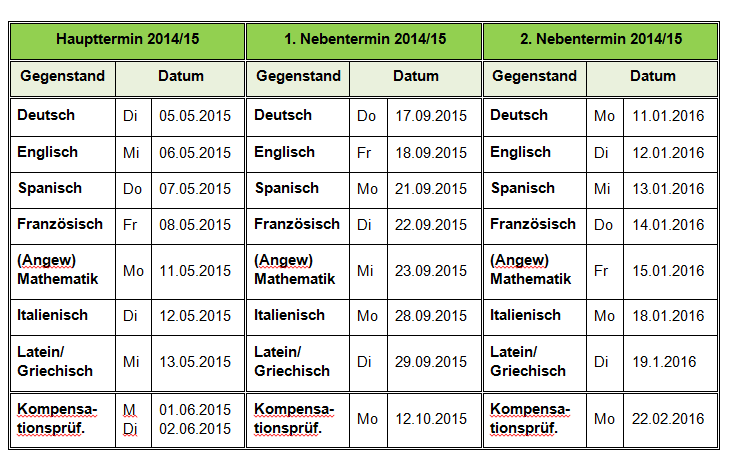 Haupttermin 2014/15 1. Nebentermin 2014/15 2. Nebentermin 2014/15
Gegenstand Datum Gegenstand Datum Gegenstand Datum
Deutsch Di 05.05.2015 Deutsch Do 17.09.2015 Deutsch Mo 11.01.2016
Englisch Mi 06.05.2015 Englisch Fr 18.09.2015 Englisch Di 12.01.2016
Spanisch Do 07.05.2015 Spanisch Mo 21.09.2015 Spanisch Mi 13.01.2016
Französisch Fr 08.05.2015 Französisch Di 22.09.2015 Französisch Do 14.01.2016
(Angew) (Angew) (Angew)
Mathematik Mo 11.05.2015 Mathematik Mi 23.09.2015 Mathematik Fr 15.01.2016
Italienisch Di 12.05.2015 Italienisch Mo 28.09.2015 Italienisch Mo 18.01.2016
Latein/ Latein/ Latein/
Griechisch Mi 13.05.2015 Griechisch Di 29.09.2015 Griechisch Di 19.1.2016
Kompensa- M 01.06.2015 Kompensa- Kompensa-
tionsprüf. Di 02.06.2015 tionsprüf. Mo 12.10.2015 tionsprüf. Mo 22.02.2016